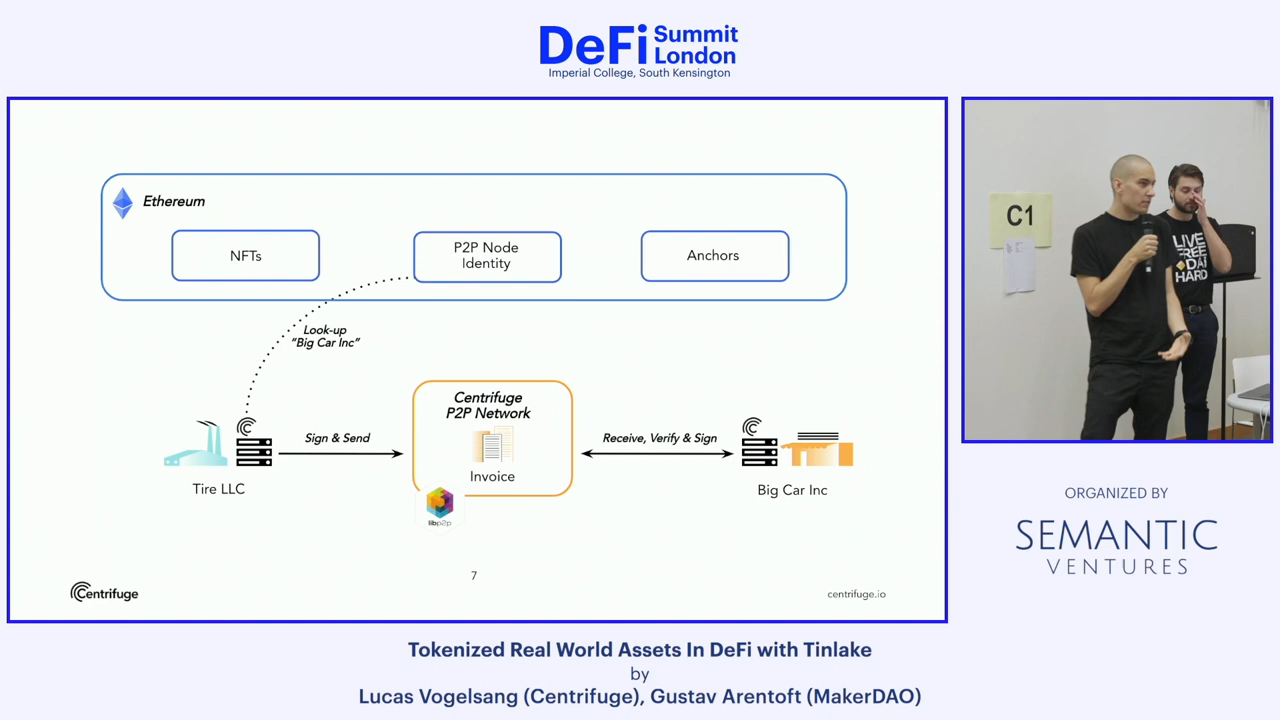 DeFi Summit London
Imperial College, South Kensington
Ethereum
NFTs
P2P Node
Identity
Anchors
Look-up
“Big Car Inc”
Centrifuge
P2P Network
Invoice
Sign & Send
Receive, Verify & Sign
Tire LLC
Big Car Inc
libp2p
7
Centrifuge
centrifuge.io
C1
LIVE
FREE
DAI
HARD
ORGANIZED BY
SEMANTIC
VENTURES
Tokenized Real World Assets In DeFi with Tinlake
by
Lucas Vogelsang (Centrifuge), Gustav Arentoft (MakerDAO)